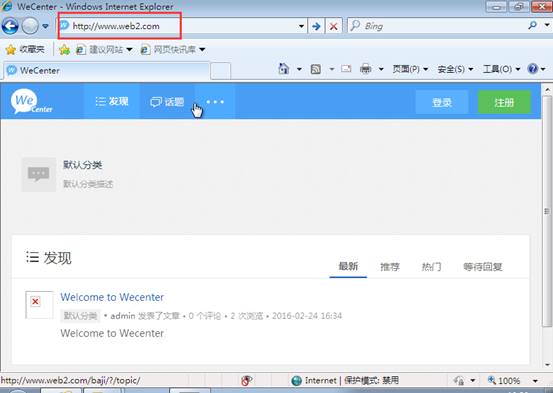 WeCenter - Windows Internet Explorer
http://www.web2.com
Bing
收藏夹 建议网站 网页快讯库
WeCenter
页面(P) 安全(S) 工具(O)
We Center
发现 话题 •••
登录 注册
默认分类
默认分类描述
发现
最新 推荐 热门 等待回复
Welcome to Wecenter
默认分类 • admin 发表了文章 • 0 个评论 • 2 次浏览 • 2016-02-24 16:34
Welcome to Wecenter
http://www.web2.com/baji/?/topic/
Internet | 保护模式: 禁用
100%